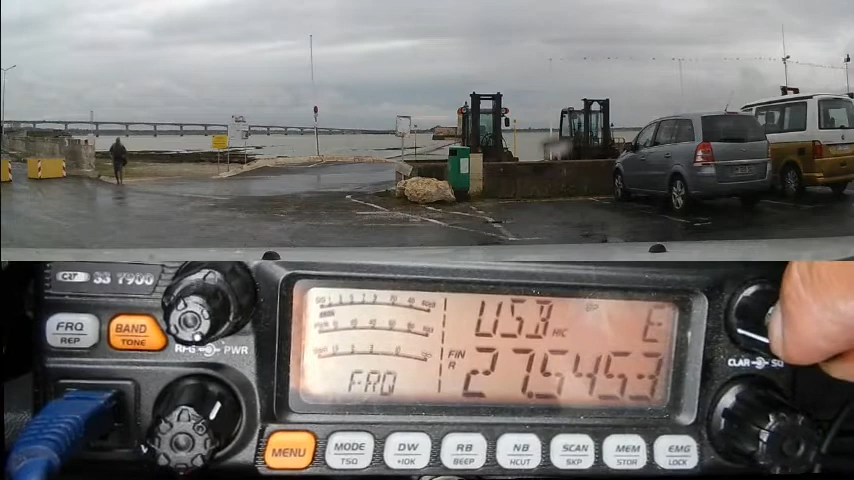 CRT SS 7900
FRQ
REP
BAND
TONE
RFG PWR
USB
HIC
E
FIN
R
27.5453
FRQ
CLAR SQ
MENU
MODE
TSQ
DW
+10K
RB
BEEP
NB
HCUT
SCAN
SKP
MEM
STOR
EMG
LOCK